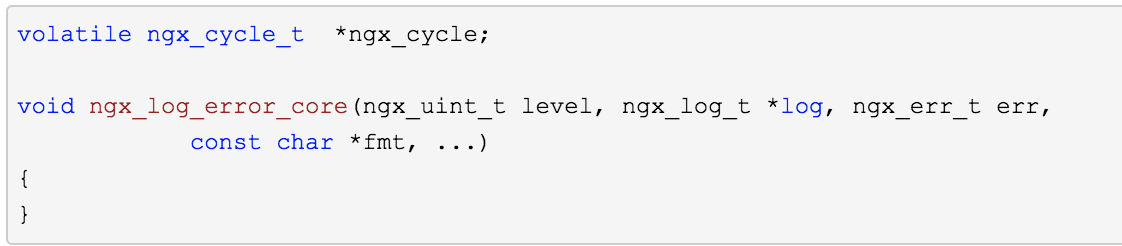 volatile ngx_cycle_t  *ngx_cycle;
void ngx_log_error_core(ngx_uint_t level, ngx_log_t *log, ngx_err_t err,
            const char *fmt, ...)
{
}